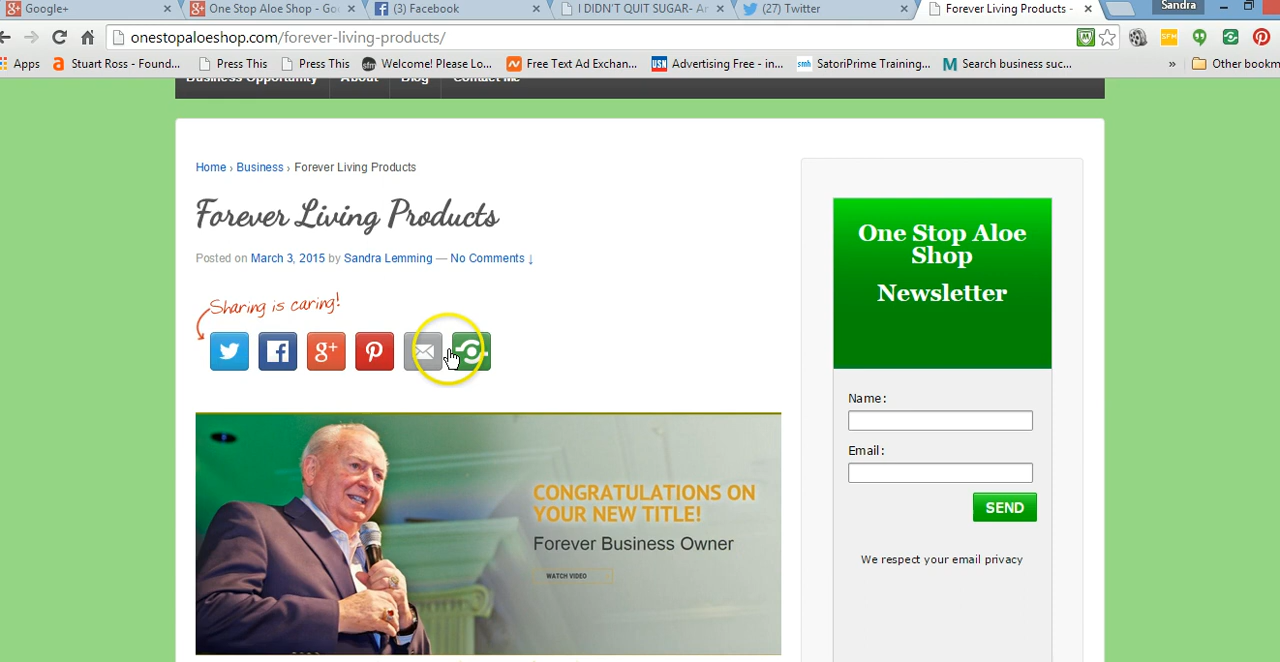 Google+
One Stop Aloe Shop - Goo
(3) Facebook
I DIDN'T QUIT SUGAR- Ar
(27) Twitter
Forever Living Products -
Sandra
onestopaloeshop.com/forever-living-products/
Apps
Stuart Ross - Found...
Press This
Press This
Welcome! Please Lo...
Free Text Ad Exchan...
Advertising Free - in...
SatoriPrime Training...
Search business suc...
»
Other bookm
Business Opportunity
About
Blog
Contact Me
Home › Business › Forever Living Products
Forever Living Products
Posted on March 3, 2015 by Sandra Lemming — No Comments ↓
Sharing is caring!
CONGRATULATIONS ON
YOUR NEW TITLE!
Forever Business Owner
WATCH VIDEO
One Stop Aloe
Shop
Newsletter
Name:
Email:
SEND
We respect your email privacy